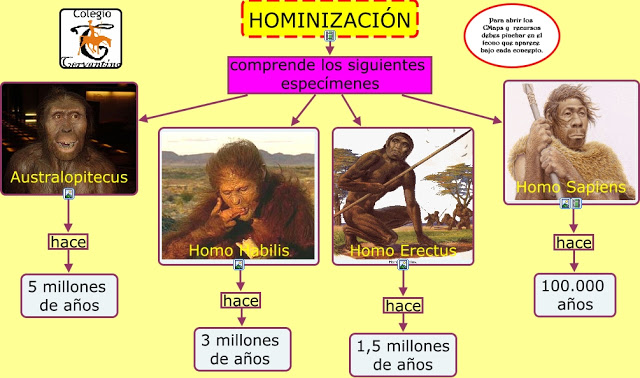 Colegio
Cervantino
HOMINIZACIÓN
Para abrir los
CMaps y recursos
debes pinchar en el
icono que aparece
bajo cada concepto.
comprende los siguientes
especímenes
Australopitecus
Homo Habilis
Homo Erectus
Homo Sapiens
hace
hace
hace
hace
5 millones
de años
3 millones
de años
1,5 millones
de años
100.000
años